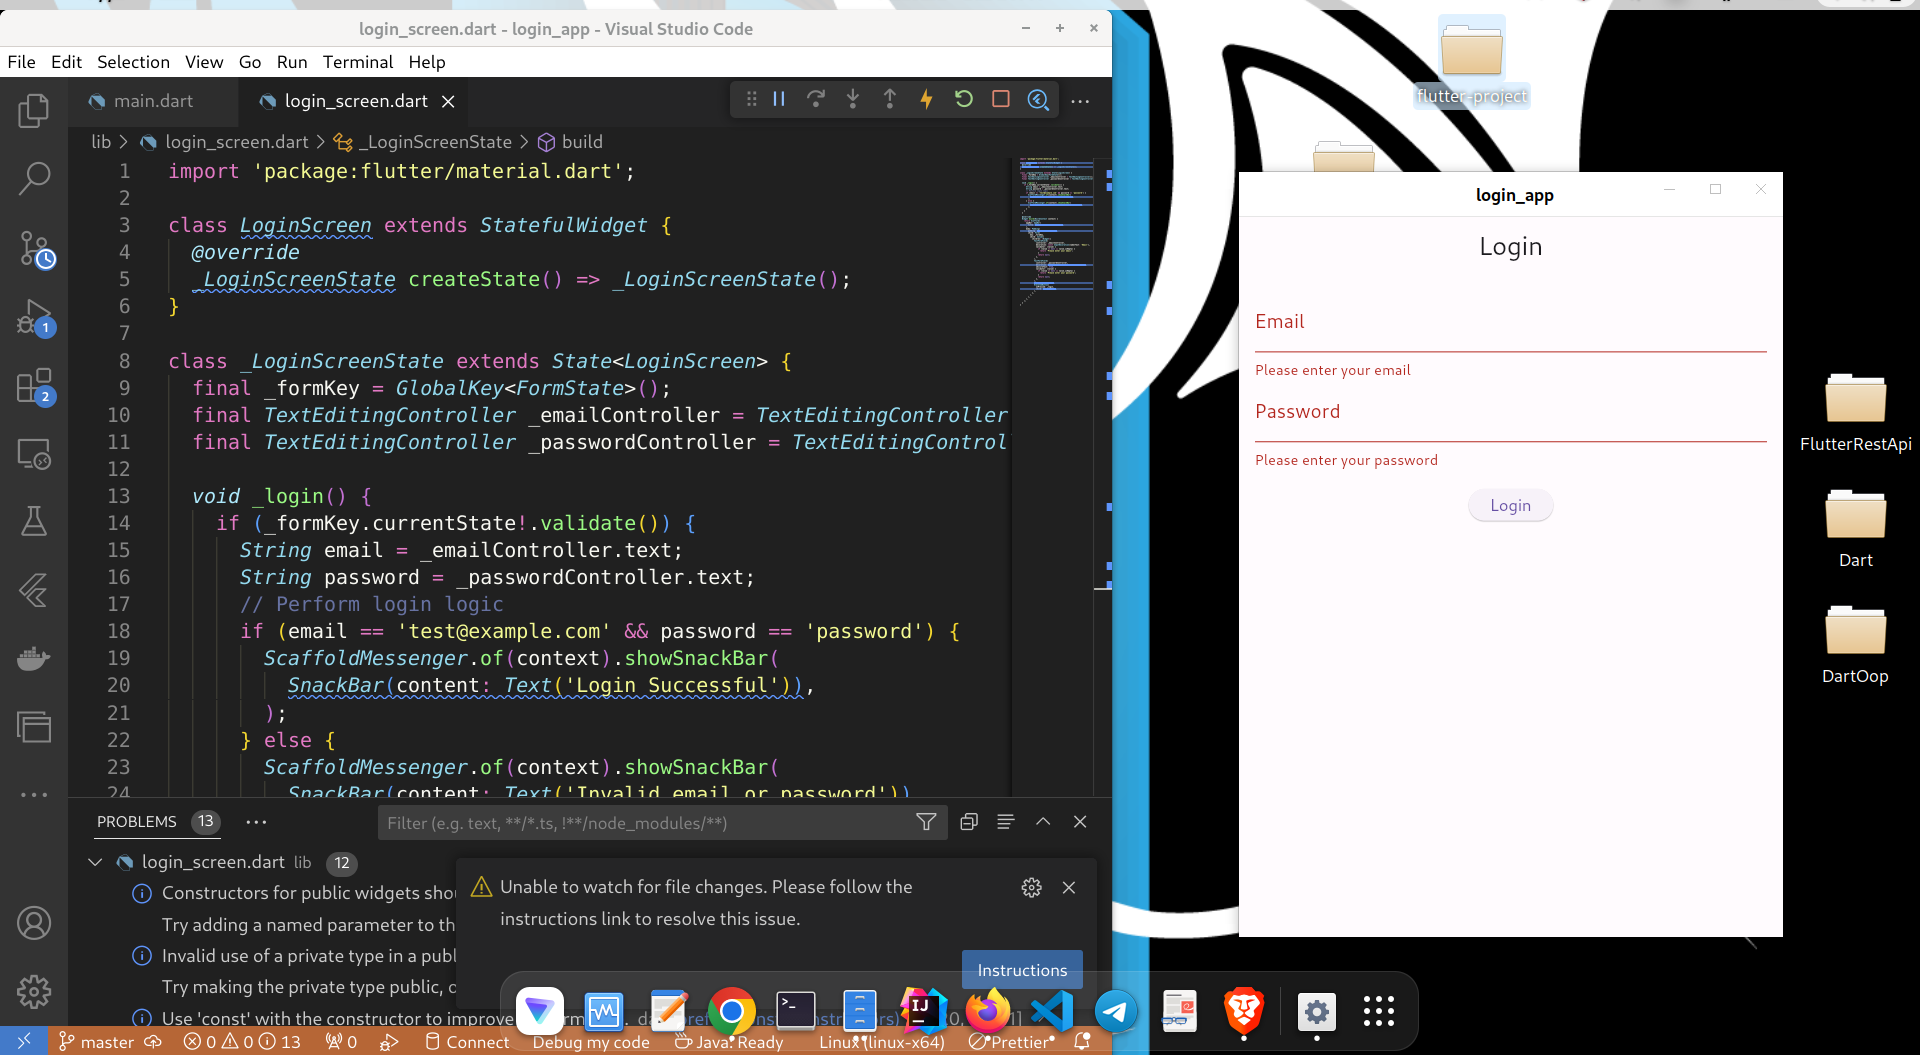 login_screen.dart - login_app - Visual Studio Code
File Edit Selection View Go Run Terminal Help
main.dart
login_screen.dart
lib > login_screen.dart > _LoginScreenState > build
1 import 'package:flutter/material.dart';
2
3 class LoginScreen extends StatefulWidget {
4 @override
5 _LoginScreenState createState() => _LoginScreenState();
6 }
7
8 class _LoginScreenState extends State<LoginScreen> {
9 final _formKey = GlobalKey<FormState>();
10 final TextEditingController _emailController = TextEditingController
11 final TextEditingController _passwordController = TextEditingControl
12
13 void _login() {
14 if (_formKey.currentState!.validate()) {
15 String email = _emailController.text;
16 String password = _passwordController.text;
17 // Perform login logic
18 if (email == 'test@example.com' && password == 'password') {
19 ScaffoldMessenger.of(context).showSnackBar(
20 SnackBar(content: Text('Login Successful')),
21 );
22 } else {
23 ScaffoldMessenger.of(context).showSnackBar(
24 SnackBar(content: Text('Invalid email or password'))
PROBLEMS 13
Filter (e.g. text, **/*.ts, !**/node_modules/**)
login_screen.dart lib 12
Constructors for public widgets sho
Try adding a named parameter to th
Invalid use of a private type in a publ
Try making the private type public, o
Use 'const' with the constructor to improve
Unable to watch for file changes. Please follow the
instructions link to resolve this issue.
Instructions
1
2
master
0 0 13
0
Connect
Debug my code
Java: Ready
Linux (linux-x64)
Prettier
flutter-project
login_app
Login
Email
Please enter your email
Password
Please enter your password
Login
FlutterRestApi
Dart
DartOop
IJ